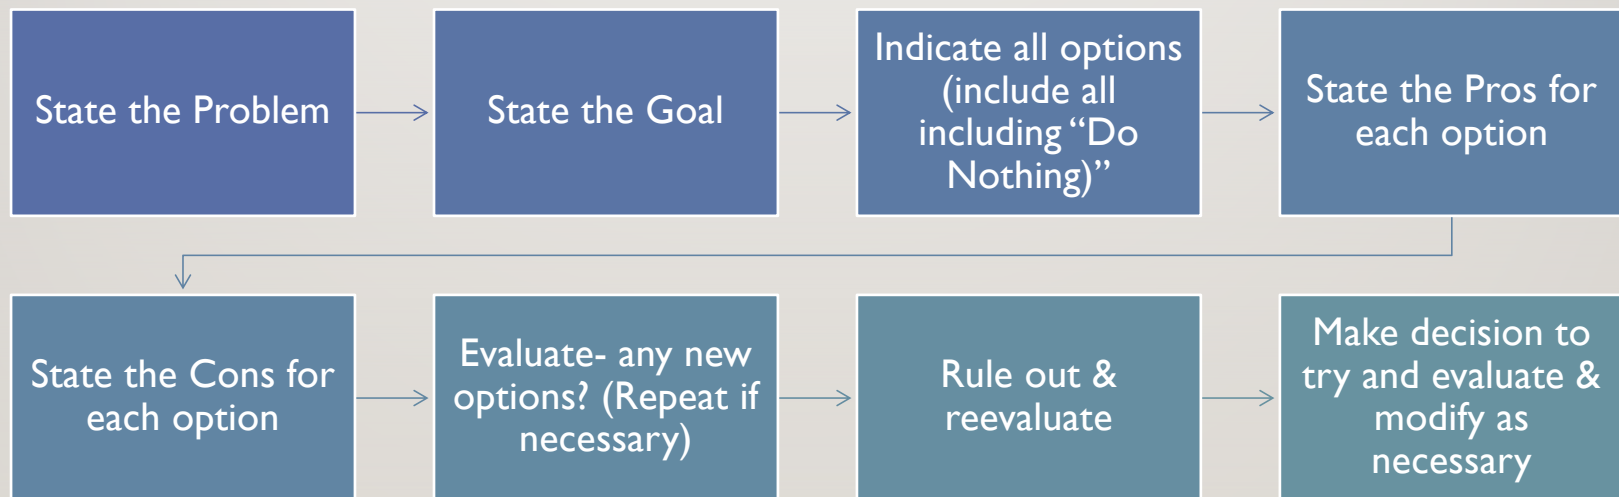 State the Problem
State the Goal
Indicate all options
(include all
including “Do
Nothing)”
State the Pros for
each option
State the Cons for
each option
Evaluate- any new
options? (Repeat if
necessary)
Rule out &
reevaluate
Make decision to
try and evaluate &
modify as
necessary